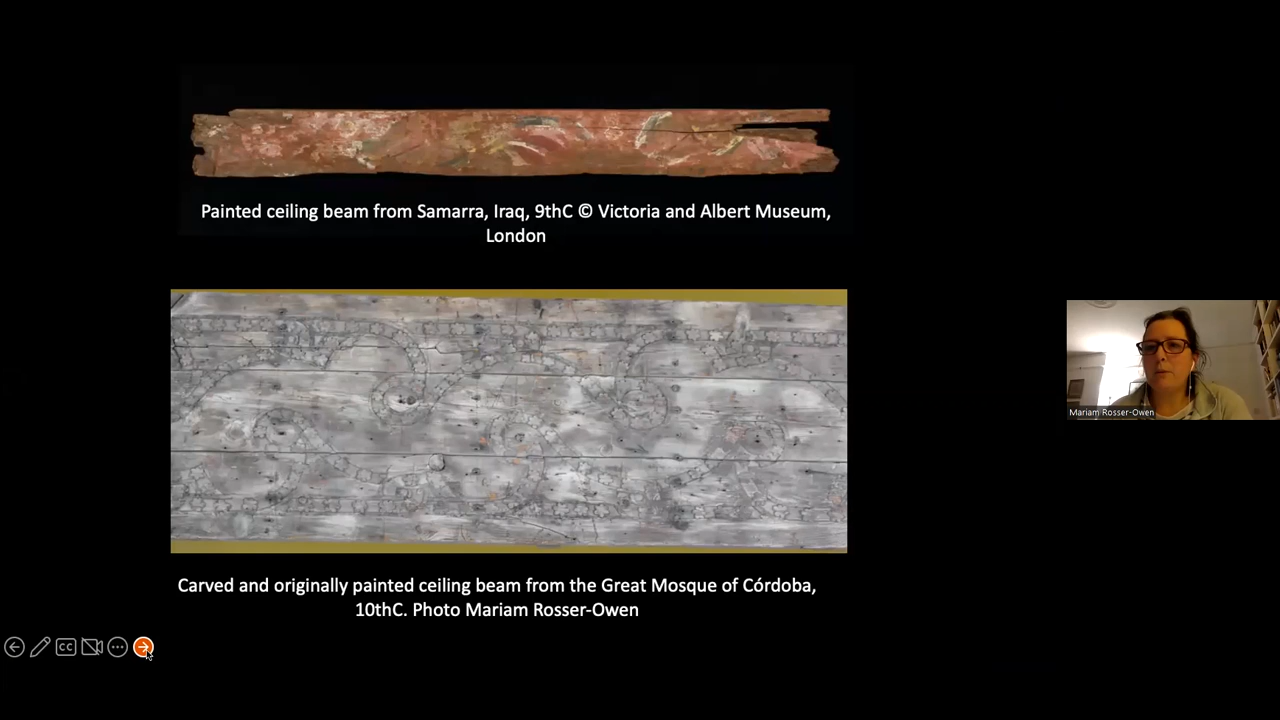 Painted ceiling beam from Samarra, Iraq, 9thC © Victoria and Albert Museum,
London
Mariam Rosser-Owen
Carved and originally painted ceiling beam from the Great Mosque of Córdoba,
10thC. Photo Mariam Rosser-Owen
CC